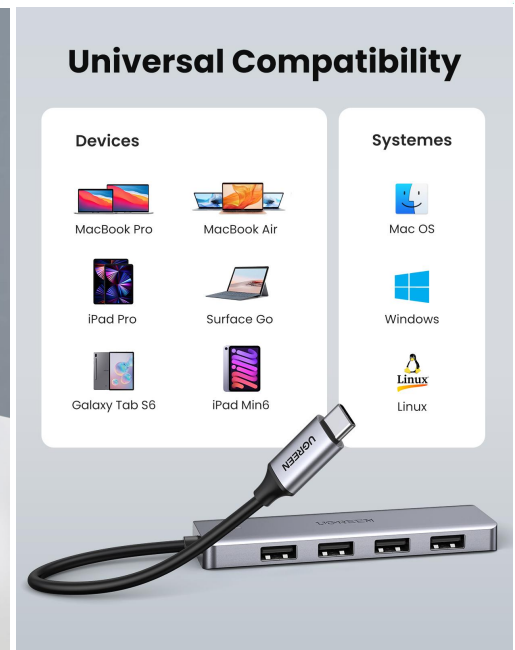 Universal Compatibility
Devices
MacBook Pro
MacBook Air
iPad Pro
Surface Go
Galaxy Tab S6
iPad Min6
Systemes
Mac OS
Windows
Linux
Linux
UGREEN
UGREEN